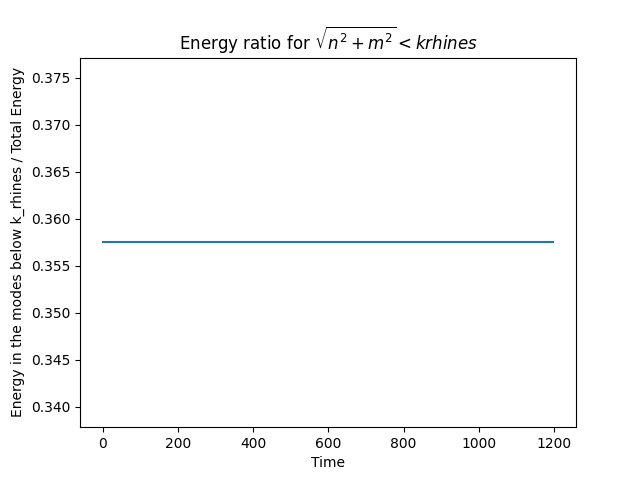 Energy ratio for $\sqrt{n^2 + m^2} < krhines$
Energy in the modes below k_rhines / Total Energy
0.375
0.370
0.365
0.360
0.355
0.350
0.345
0.340
0 200 400 600 800 1000 1200
Time